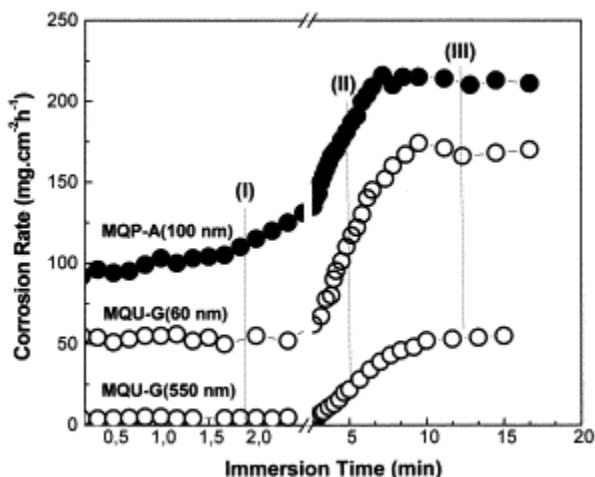 250
200
150
100
50
0
Corrosion Rate (mg.cm⁻²h⁻¹)
(I)
(II)
(III)
MQP-A(100 nm)
MQU-G(60 nm)
MQU-G(550 nm)
0,5 1,0 1,5 2,0 5 10 15 20
Immersion Time (min)